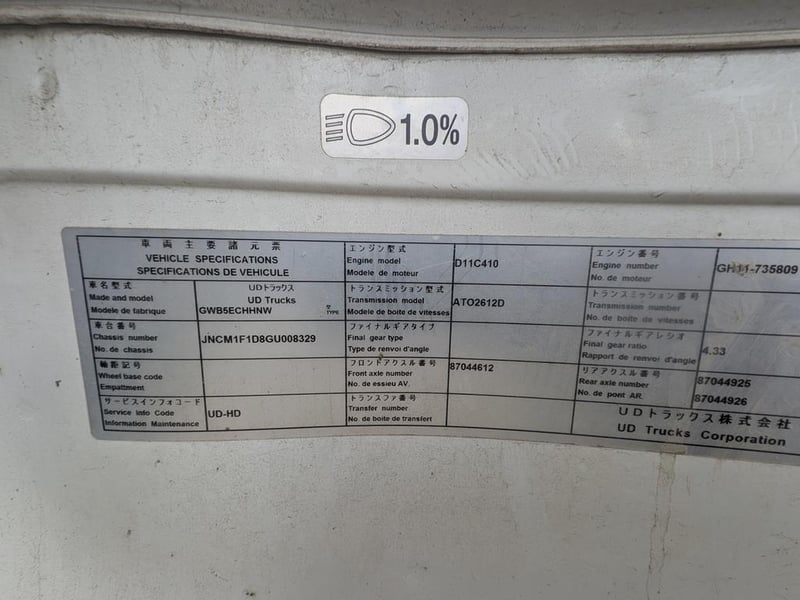 1.0%
車両主要諸元表
VEHICLE SPECIFICATIONS
SPECIFICATIONS DE VEHICULE
エンジン型式
Engine model
Modele de moteur
D11C410
エンジン番号
Engine number
No. de moteur
GH11-735809
車名型式
Made and model
Modele de fabrique
UDトラックス
UD Trucks
GWB5ECHHNW
型
TYPE
トランスミッション型式
Transmission model
Modele de boite de vitesses
ATO2612D
トランスミッション番号
Transmission number
No. de boite de vitesses
車台番号
Chassis number
No. de chassis
JNCM1F1D8GU008329
ファイナルギアタイプ
Final gear type
Type de renvoi d'angle
ファイナルギアレシオ
Final gear ratio
Rapport de renvoi d'angle
4.33
軸距記号
Wheel base code
Empattment
フロントアクスル番号
Front axle number
No. de essieu AV.
87044612
リアアクスル番号
Rear axle number
No. de pont AR.
87044925
87044926
サービスインフォコード
Service info Code
Information Maintenance
UD-HD
トランスファ番号
Transfer number
No. de boite de transfert
UDトラックス株式会社
UD Trucks Corporation